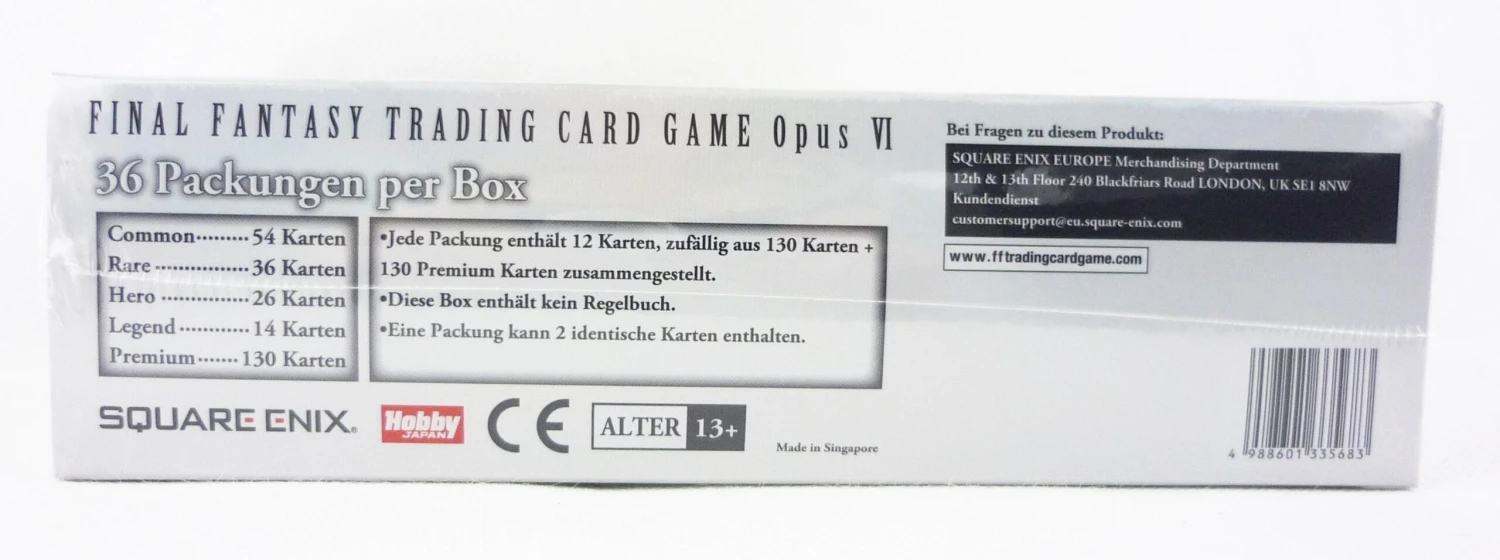 FINAL FANTASY TRADING CARD GAME Opus VI
36 Packungen per Box
Common·········54 Karten
Rare················36 Karten
Hero···············26 Karten
Legend············14 Karten
Premium·······130 Karten
•Jede Packung enthält 12 Karten, zufällig aus 130 Karten +
130 Premium Karten zusammengestellt.
•Diese Box enthält kein Regelbuch.
•Eine Packung kann 2 identische Karten enthalten.
SQUARE ENIX®
Hobby
JAPAN
CE
ALTER 13+
Made in Singapore
Bei Fragen zu diesem Produkt:
SQUARE ENIX EUROPE Merchandising Department
12th & 13th Floor 240 Blackfriars Road LONDON, UK SE1 8NW
Kundendienst
customersupport@eu.square-enix.com
www.fftradingcardgame.com
4 988601 335683